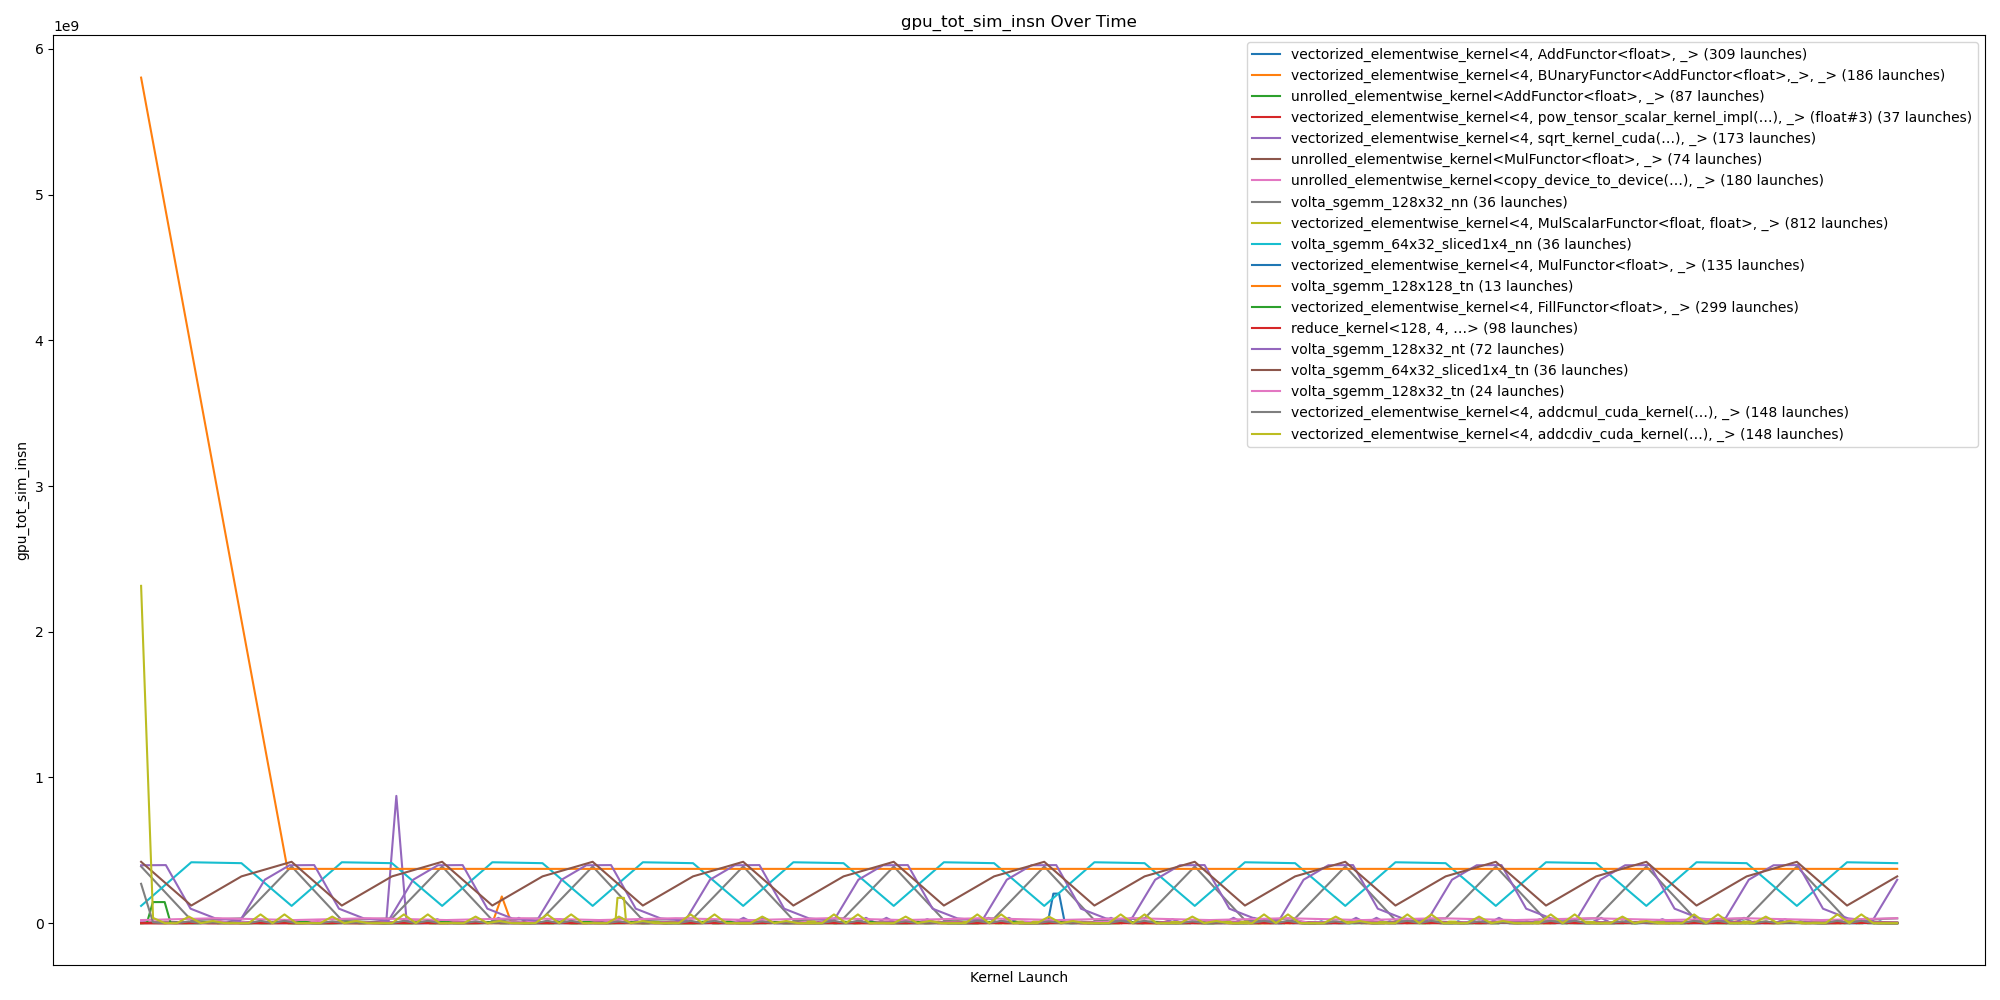 gpu_tot_sim_insn Over Time
1e9
6
5
4
3
2
1
0
gpu_tot_sim_insn
Kernel Launch
vectorized_elementwise_kernel<4, AddFunctor<float>, _> (309 launches)
vectorized_elementwise_kernel<4, BUnaryFunctor<AddFunctor<float>,_>, _> (186 launches)
unrolled_elementwise_kernel<AddFunctor<float>, _> (87 launches)
vectorized_elementwise_kernel<4, pow_tensor_scalar_kernel_impl(...), _> (float#3) (37 launches)
vectorized_elementwise_kernel<4, sqrt_kernel_cuda(...), _> (173 launches)
unrolled_elementwise_kernel<MulFunctor<float>, _> (74 launches)
unrolled_elementwise_kernel<copy_device_to_device(...), _> (180 launches)
volta_sgemm_128x32_nn (36 launches)
vectorized_elementwise_kernel<4, MulScalarFunctor<float, float>, _> (812 launches)
volta_sgemm_64x32_sliced1x4_nn (36 launches)
vectorized_elementwise_kernel<4, MulFunctor<float>, _> (135 launches)
volta_sgemm_128x128_tn (13 launches)
vectorized_elementwise_kernel<4, FillFunctor<float>, _> (299 launches)
reduce_kernel<128, 4, ...> (98 launches)
volta_sgemm_128x32_nt (72 launches)
volta_sgemm_64x32_sliced1x4_tn (36 launches)
volta_sgemm_128x32_tn (24 launches)
vectorized_elementwise_kernel<4, addcmul_cuda_kernel(...), _> (148 launches)
vectorized_elementwise_kernel<4, addcdiv_cuda_kernel(...), _> (148 launches)